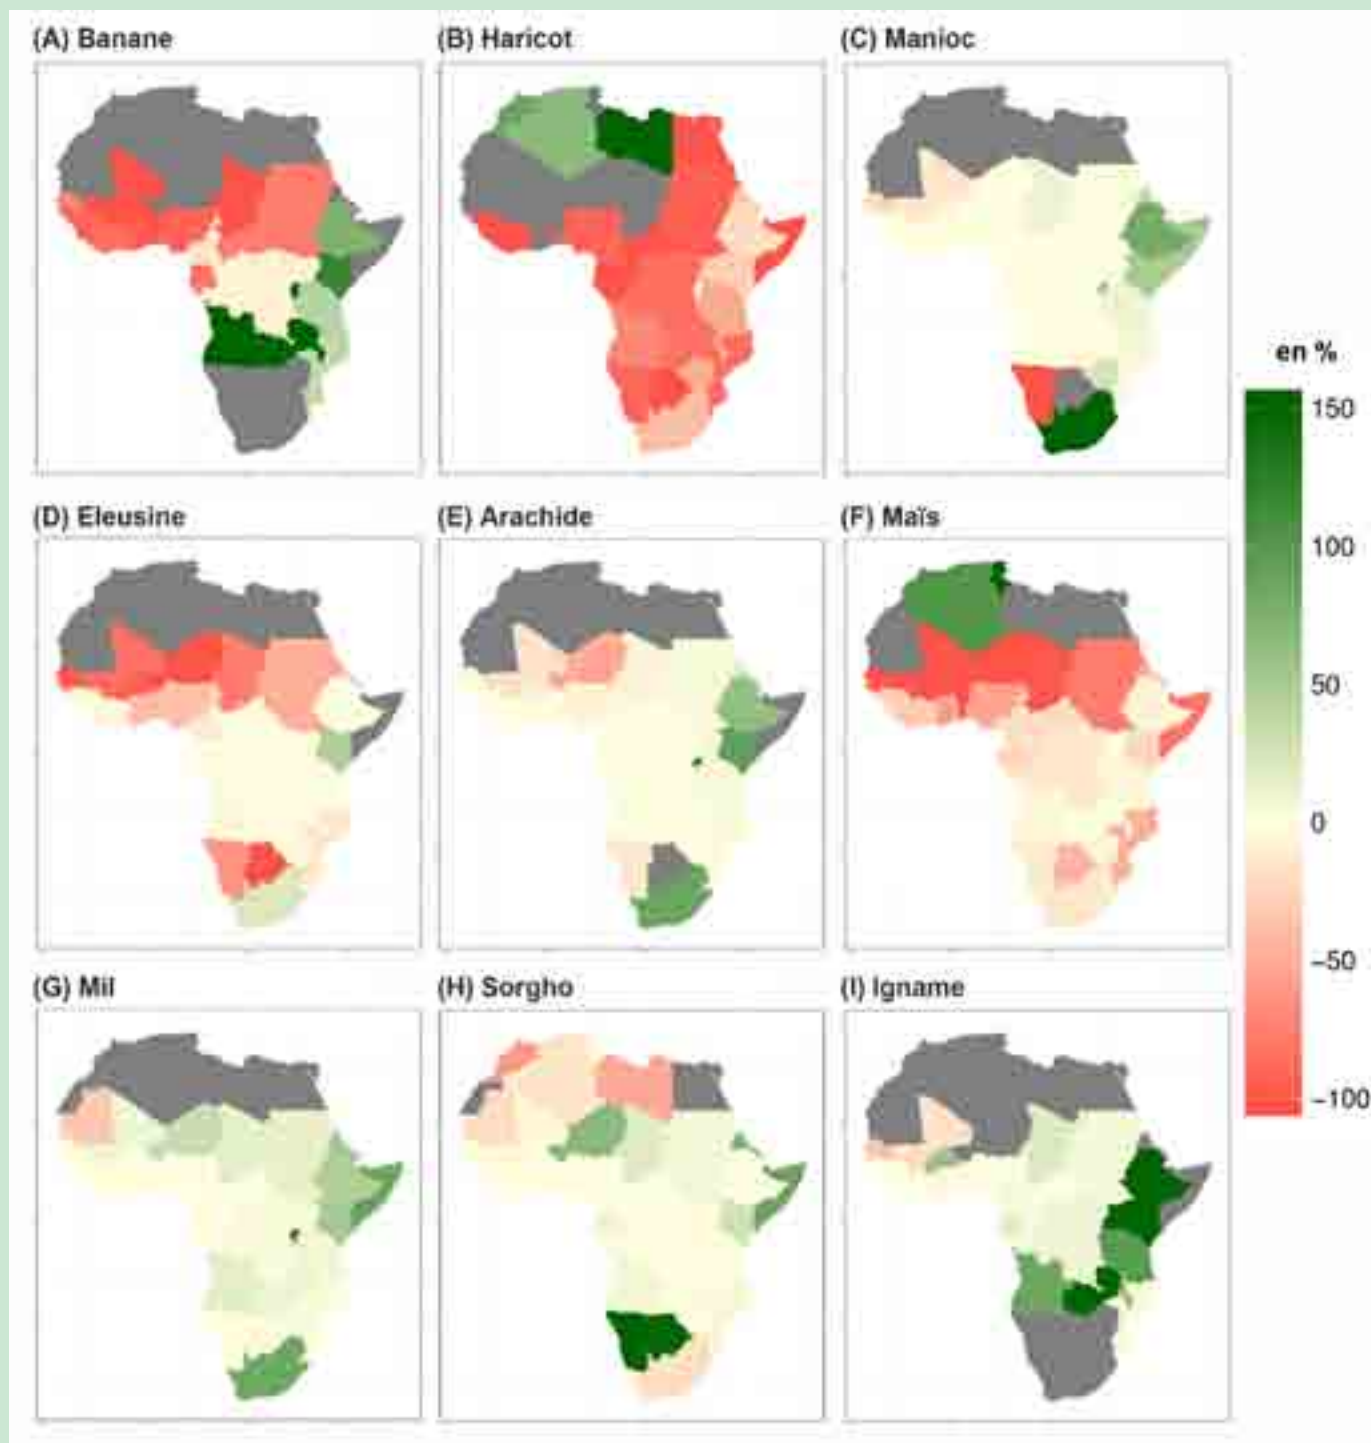 (A) Banane
(B) Haricot
(C) Manioc
en %
150
100
50
0
−50
−100
(D) Eleusine
(E) Arachide
(F) Maïs
(G) Mil
(H) Sorgho
(I) Igname